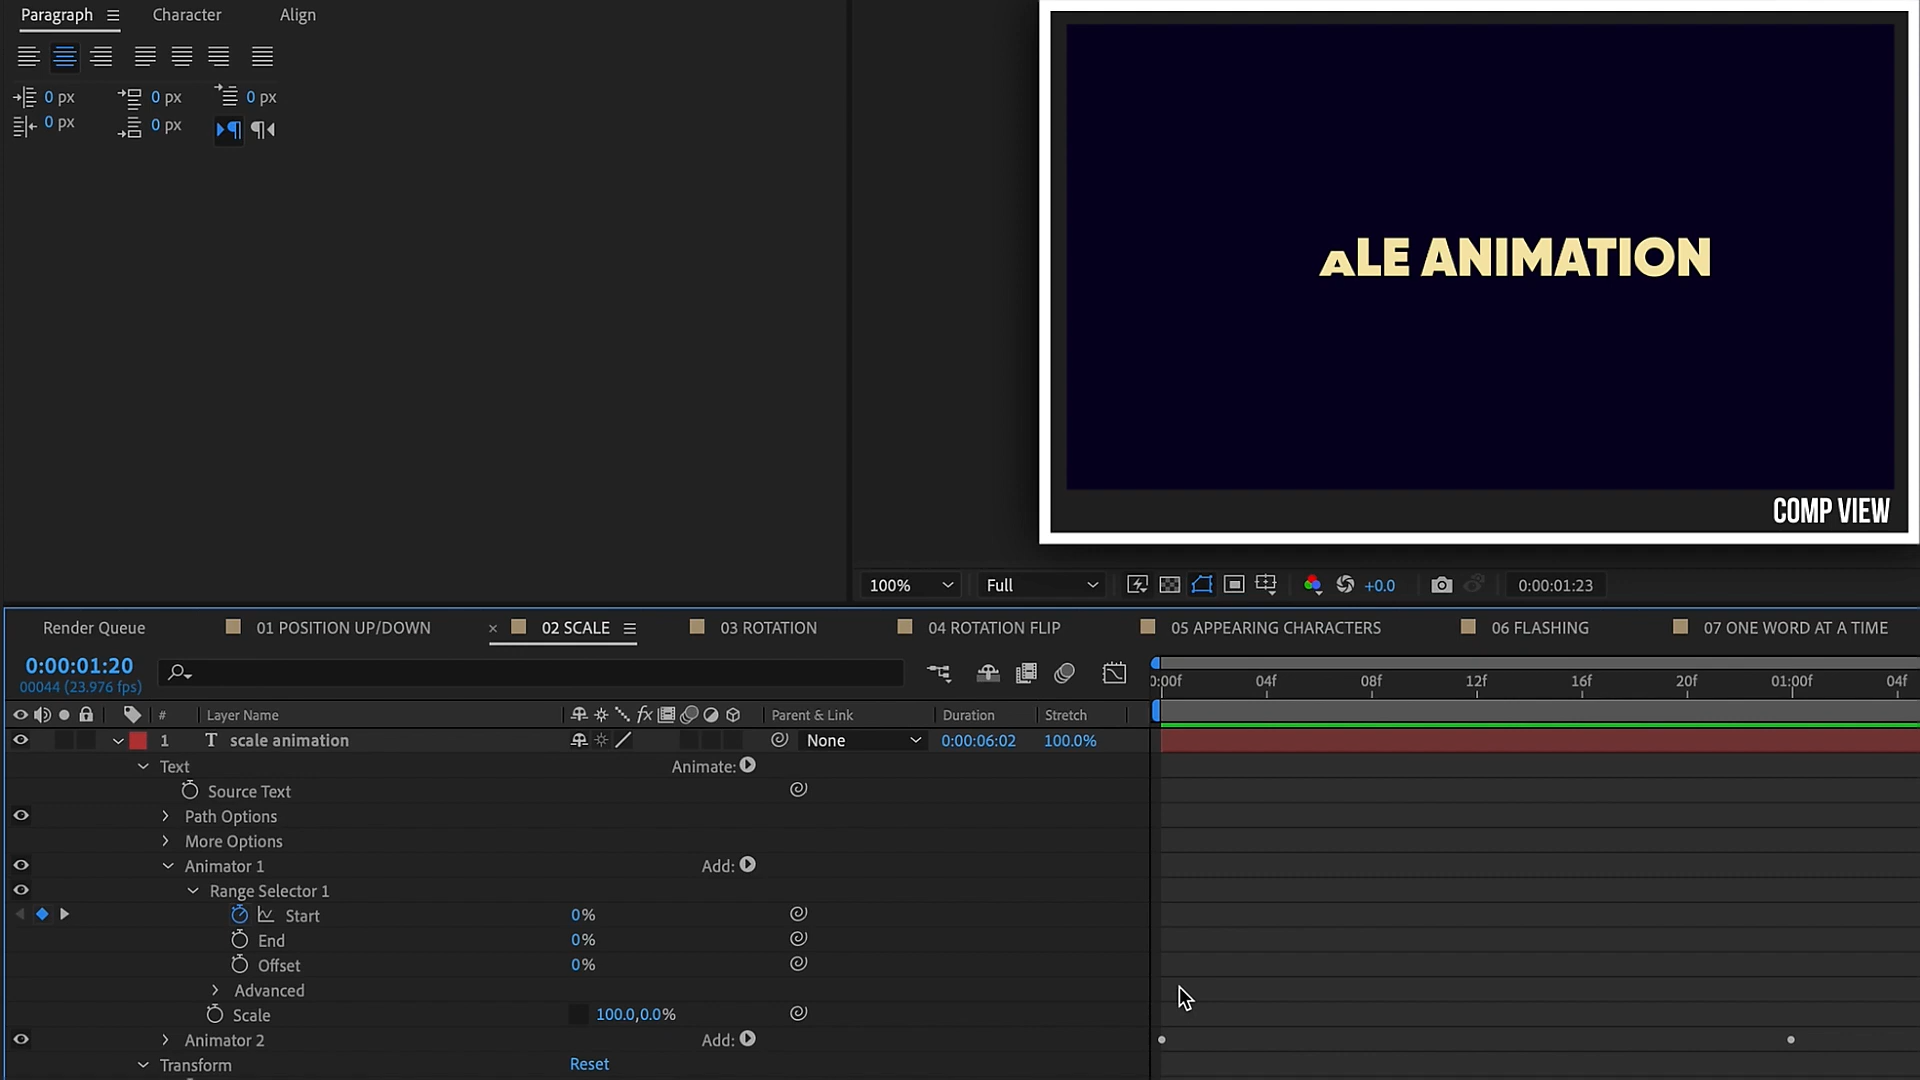 Paragraph Character Align
0 px 0 px 0 px
0 px 0 px
ALE ANIMATION
COMP VIEW
100% Full +0.0 0:00:01:23
Render Queue 01 POSITION UP/DOWN × 02 SCALE 03 ROTATION 04 ROTATION FLIP 05 APPEARING CHARACTERS 06 FLASHING 07 ONE WORD AT A TIME
0:00:01:20
00044 (23.976 fps)
0:00f 04f 08f 12f 16f 20f 01:00f 04f
# Layer Name fx Parent & Link Duration Stretch
1 T scale animation None 0:00:06:02 100.0%
Text Animate:
Source Text
Path Options
More Options
Animator 1 Add:
Range Selector 1
Start 0%
End 0%
Offset 0%
Advanced
Scale 100.0,0.0%
Animator 2 Add:
Transform Reset